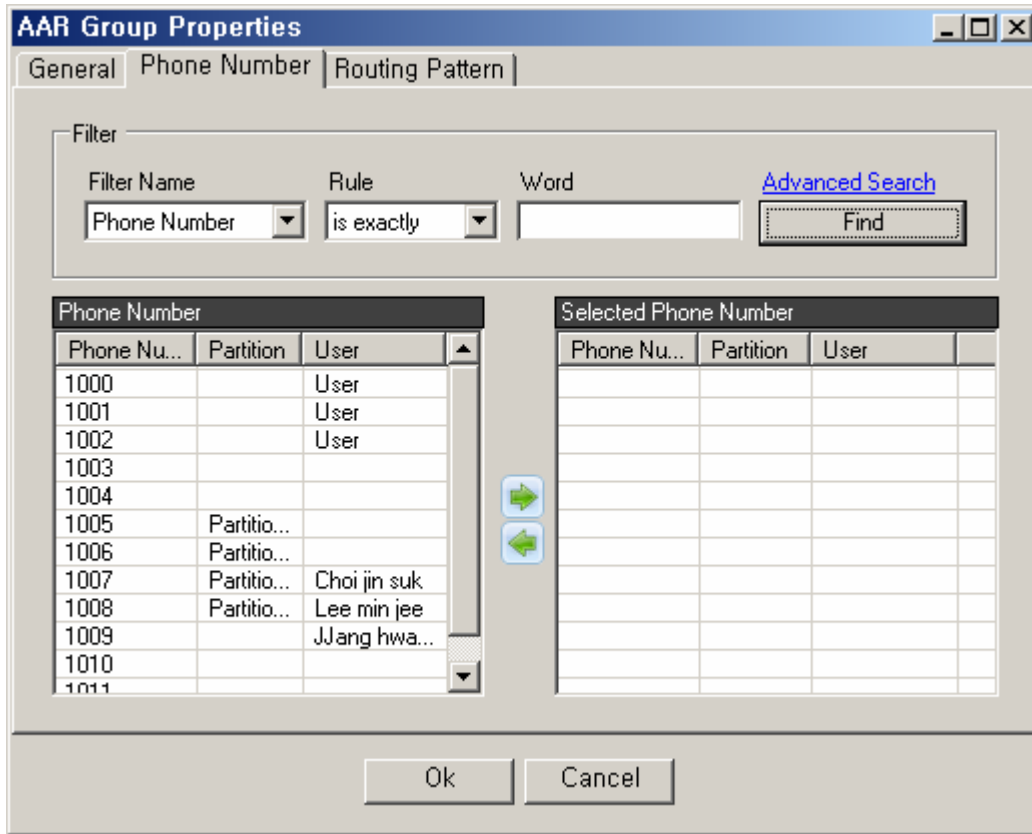 AAR Group Properties
General Phone Number Routing Pattern
Filter
Filter Name Rule Word Advanced Search
Phone Number is exactly Find
Phone Number
Phone Nu... Partition User
1000 User
1001 User
1002 User
1003
1004
1005 Partitio...
1006 Partitio...
1007 Partitio... Choi jin suk
1008 Partitio... Lee min jee
1009 JJang hwa...
1010
1011
Selected Phone Number
Phone Nu... Partition User
Ok Cancel